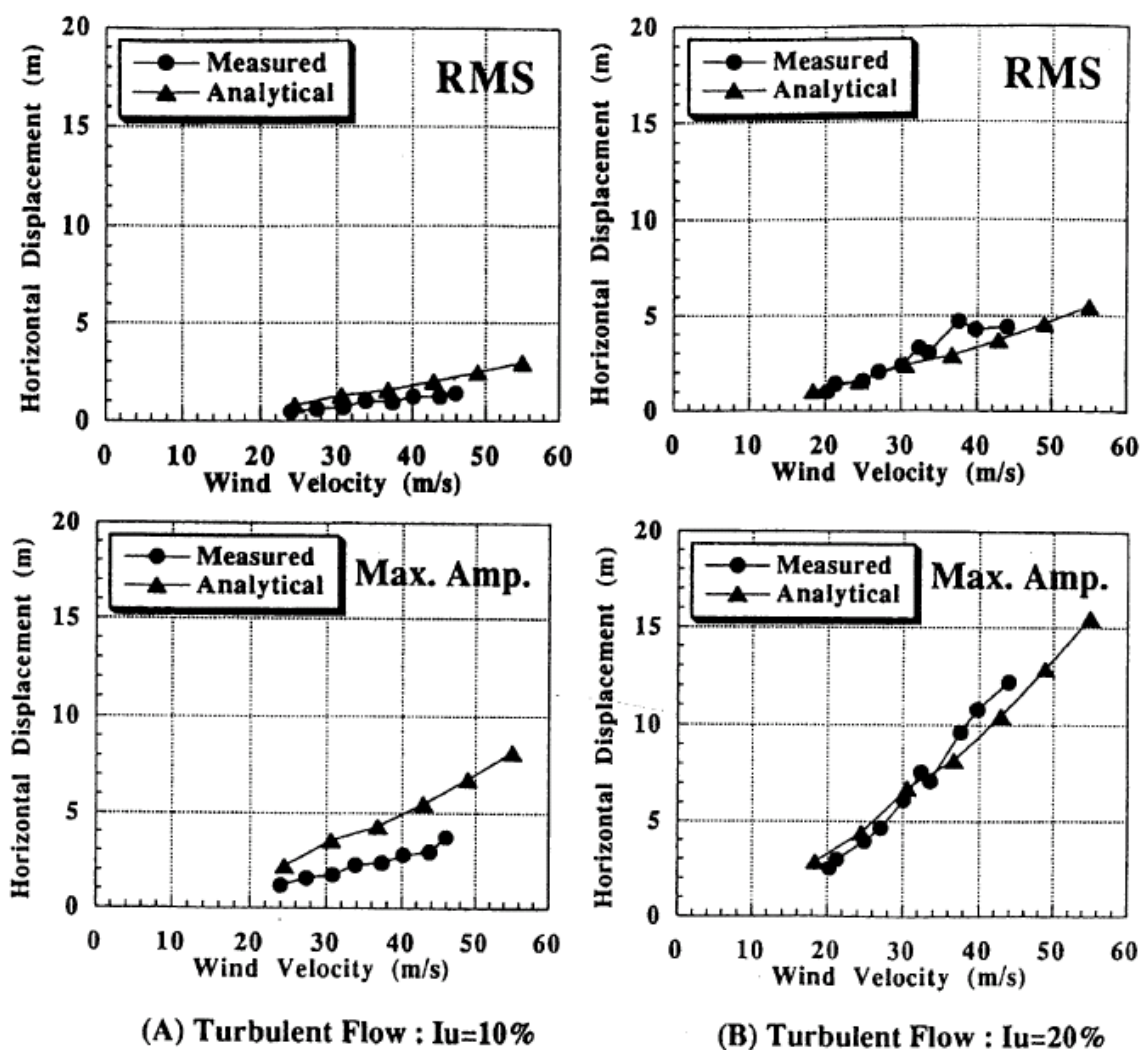 20
15
10
5
0
Horizontal Displacement (m)
Measured
Analytical
RMS
0 10 20 30 40 50 60
Wind Velocity (m/s)
20
15
10
5
0
Horizontal Displacement (m)
Measured
Analytical
RMS
0 10 20 30 40 50 60
Wind Velocity (m/s)
20
15
10
5
0
Horizontal Displacement (m)
Measured
Analytical
Max. Amp.
0 10 20 30 40 50 60
Wind Velocity (m/s)
20
15
10
5
0
Horizontal Displacement (m)
Measured
Analytical
Max. Amp.
0 10 20 30 40 50 60
Wind Velocity (m/s)
(A) Turbulent Flow : Iu=10%
(B) Turbulent Flow : Iu=20%